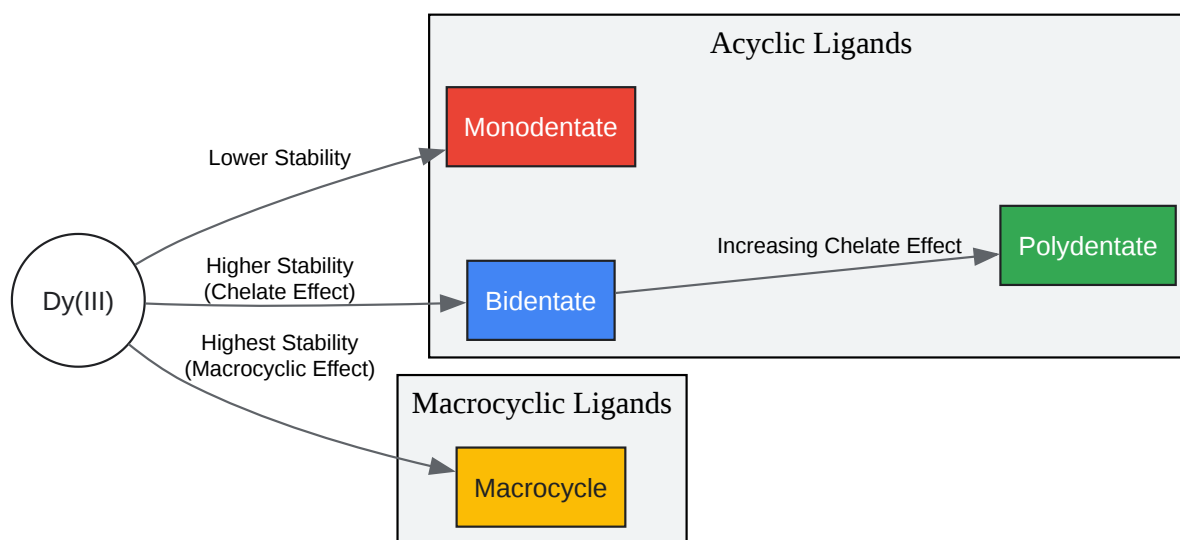 Acyclic Ligands
Monodentate
Lower Stability
Polydentate
Increasing Chelate Effect
Higher Stability
(Chelate Effect)
Bidentate
Dy(III)
Highest Stability
(Macrocyclic Effect)
Macrocyclic Ligands
Macrocycle